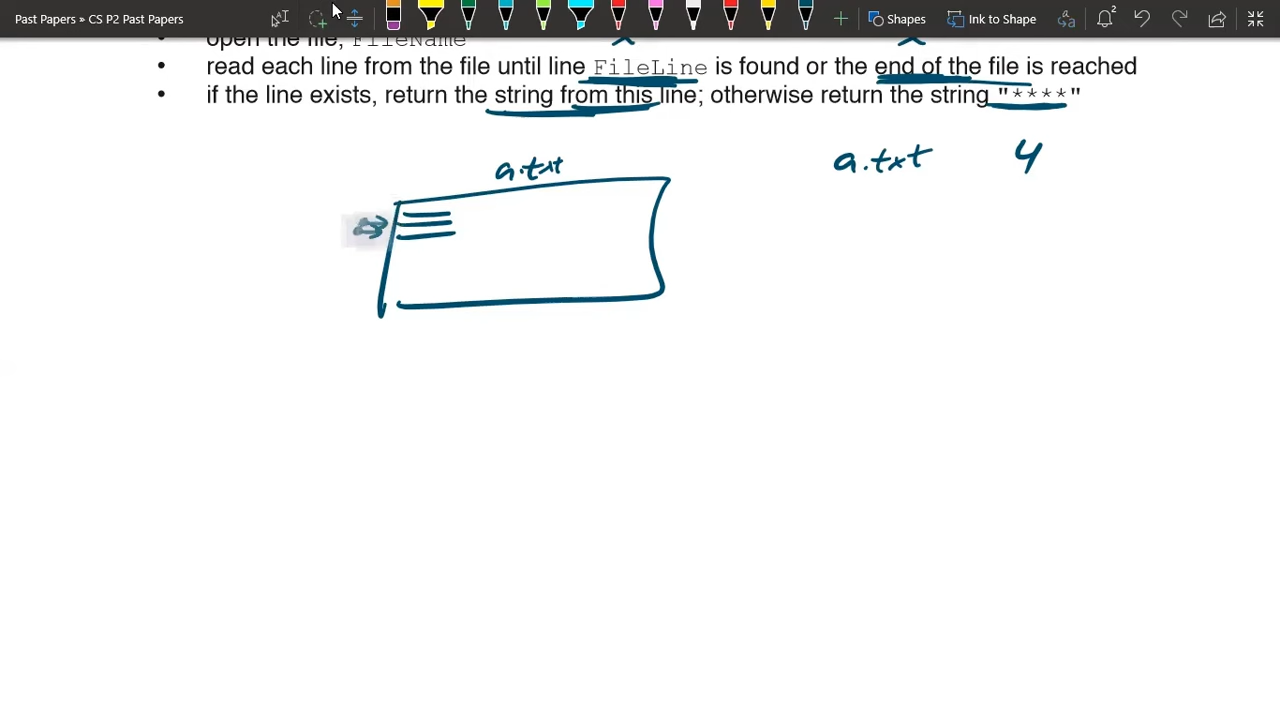 Past Papers » CS P2 Past Papers
Shapes
Ink to Shape
• open the file, FileName
• read each line from the file until line FileLine is found or the end of the file is reached
• if the line exists, return the string from this line; otherwise return the string "****"
a.txt
a.txt 4